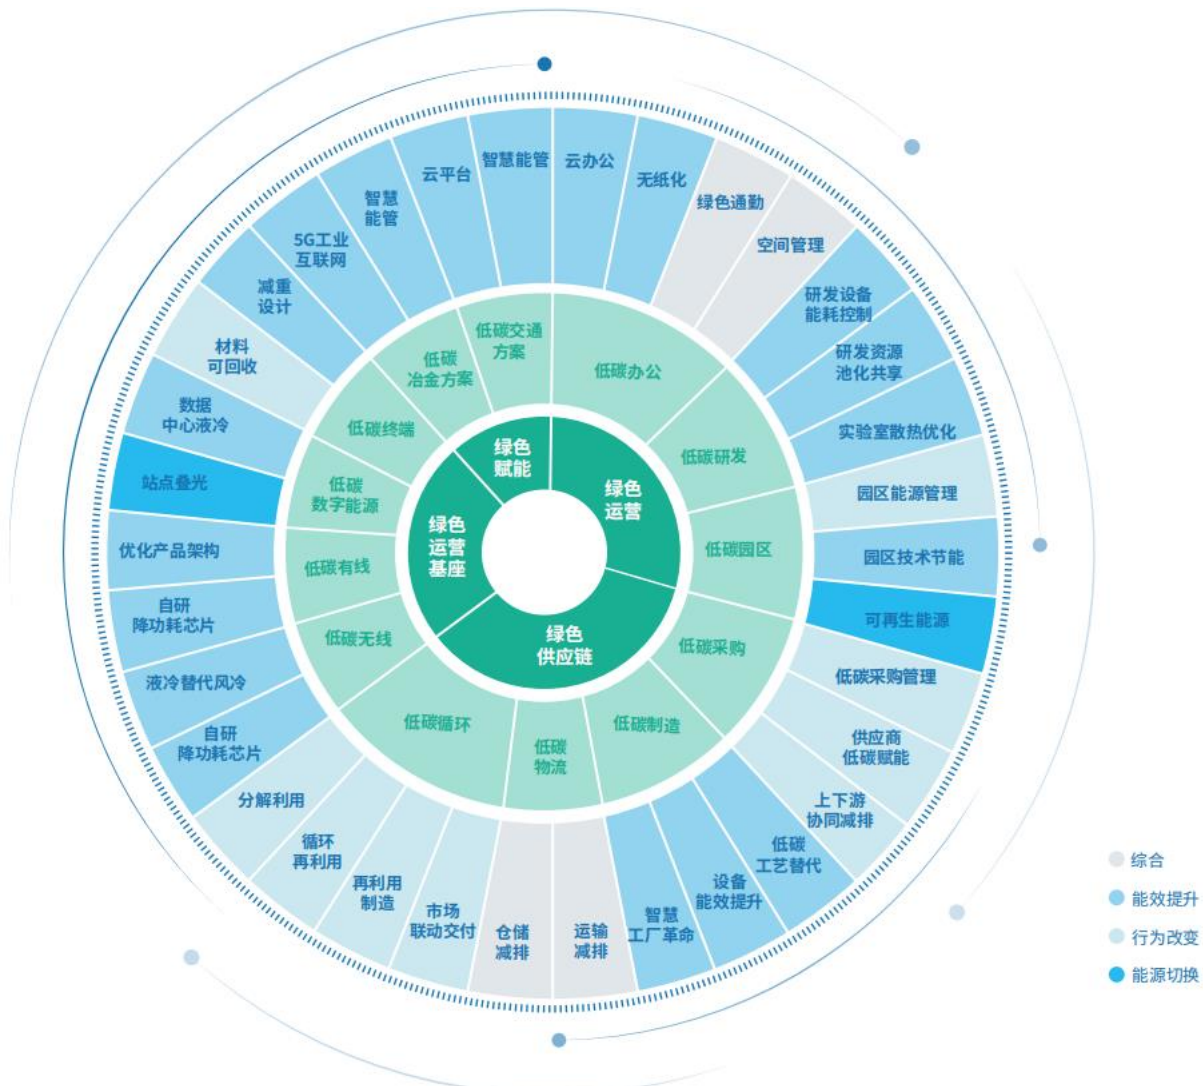 智慧能管
云办公
无纸化
绿色通勤
空间管理
研发设备
能耗控制
研发资源
池化共享
实验室散热优化
园区能源管理
园区技术节能
可再生能源
低碳采购管理
供应商
低碳赋能
上下游
协同减排
低碳
工艺替代
设备
能效提升
智慧
工厂革命
运输
减排
仓储
减排
市场
联动交付
再利用
制造
循环
再利用
分解利用
自研
降功耗芯片
液冷替代风冷
自研
降功耗芯片
优化产品架构
站点叠光
数据
中心液冷
材料
可回收
减重
设计
5G工业
互联网
智慧
能管
云平台
低碳交通
方案
低碳办公
低碳研发
低碳园区
低碳采购
低碳制造
低碳
物流
低碳循环
低碳无线
低碳有线
低碳
数字能源
低碳终端
低碳
冶金方案
绿色
赋能
绿色
运营
绿色
供应链
绿色
运营
基座
综合
能效提升
行为改变
能源切换